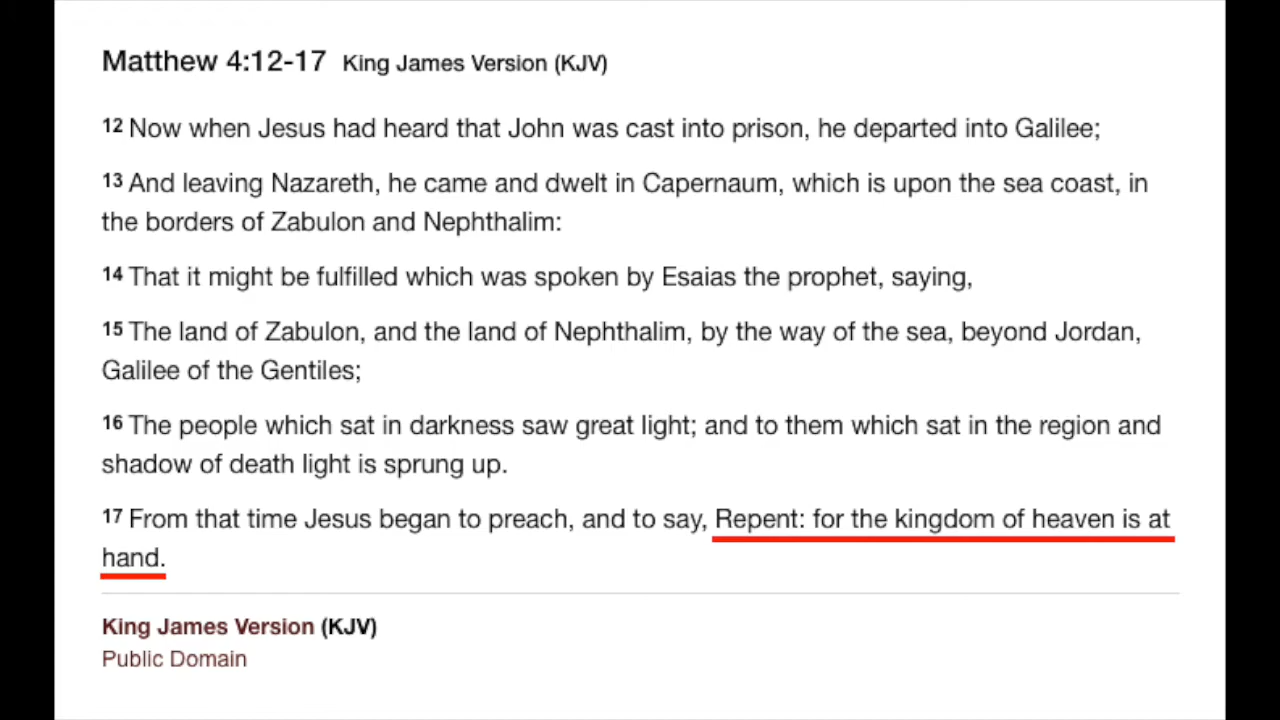 Matthew 4:12-17 King James Version (KJV)
12 Now when Jesus had heard that John was cast into prison, he departed into Galilee;
13 And leaving Nazareth, he came and dwelt in Capernaum, which is upon the sea coast, in
the borders of Zabulon and Nephthalim:
14 That it might be fulfilled which was spoken by Esaias the prophet, saying,
15 The land of Zabulon, and the land of Nephthalim, by the way of the sea, beyond Jordan,
Galilee of the Gentiles;
16 The people which sat in darkness saw great light; and to them which sat in the region and
shadow of death light is sprung up.
17 From that time Jesus began to preach, and to say, Repent: for the kingdom of heaven is at
hand.
King James Version (KJV)
Public Domain